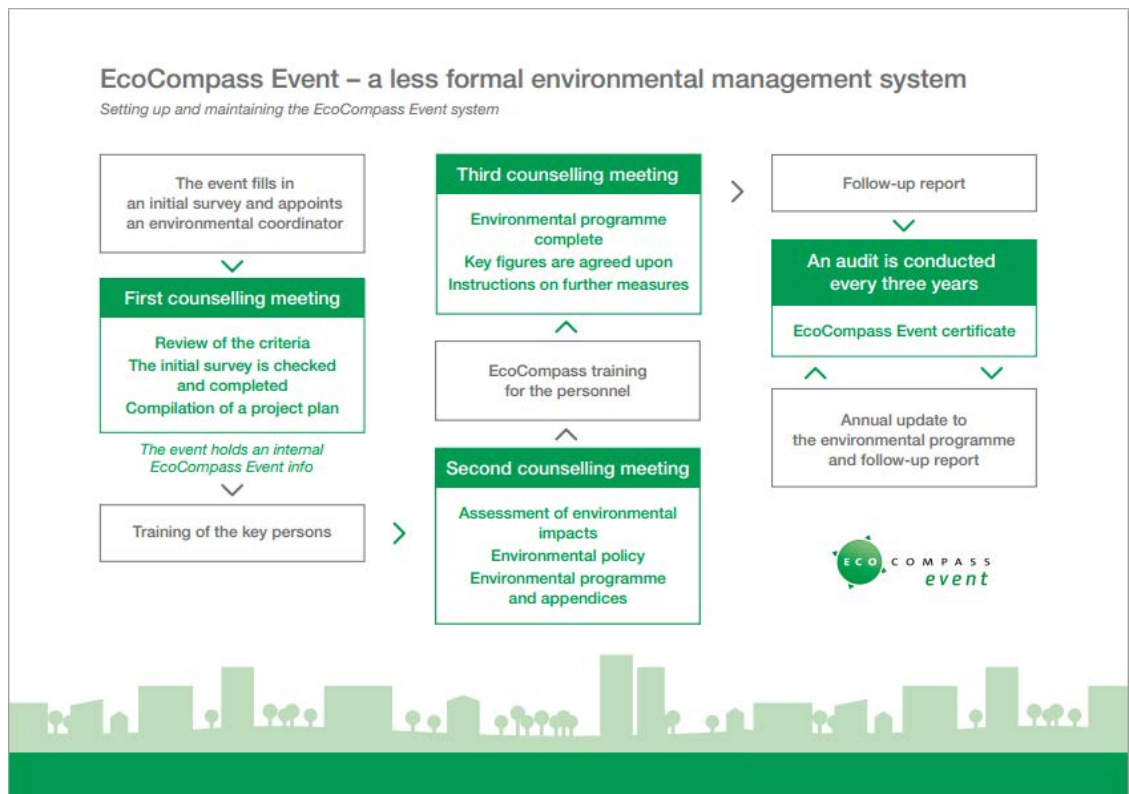 EcoCompass Event – a less formal environmental management system
Setting up and maintaining the EcoCompass Event system
The event fills in
an initial survey and appoints
an environmental coordinator
First counselling meeting
Review of the criteria
The initial survey is checked
and completed
Compilation of a project plan
The event holds an internal
EcoCompass Event info
Training of the key persons
Second counselling meeting
Assessment of environmental
impacts
Environmental policy
Environmental programme
and appendices
EcoCompass training
for the personnel
Third counselling meeting
Environmental programme
complete
Key figures are agreed upon
Instructions on further measures
Follow-up report
An audit is conducted
every three years
EcoCompass Event certificate
Annual update to
the environmental programme
and follow-up report
ECOCOMPASS
event